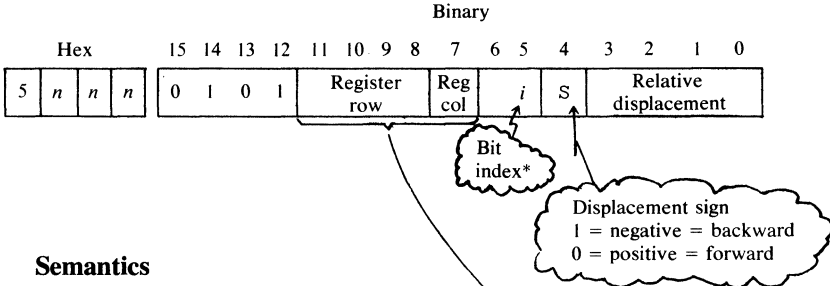 Binary
Hex 15 14 13 12 11 10 9 8 7 6 5 4 3 2 1 0
5 n n n 0 1 0 1 Register row Reg col i S Relative displacement
Bit
index*
Displacement sign
1 = negative = backward
0 = positive = forward
Semantics